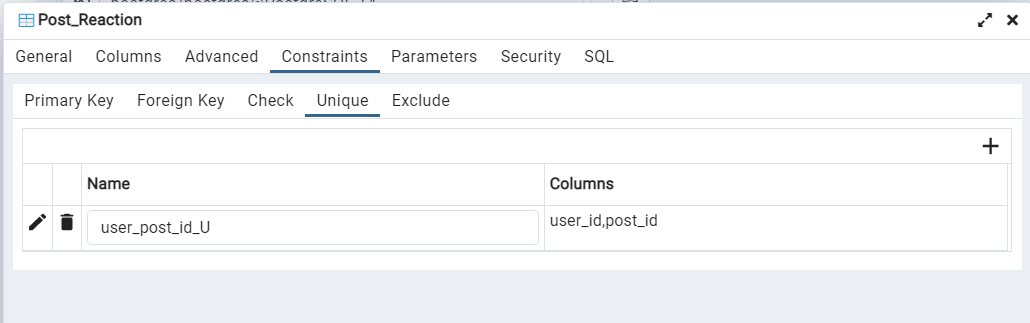 Post_Reaction
General Columns Advanced Constraints Parameters Security SQL
Primary Key Foreign Key Check Unique Exclude
Name Columns
user_post_id_U user_id,post_id